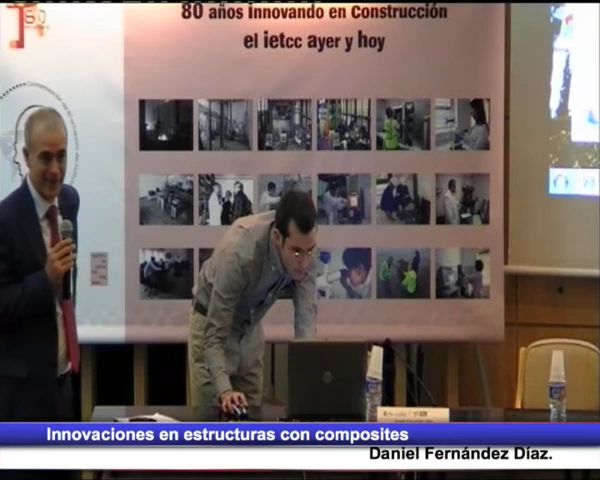 80 años Innovando en Construcción
el ietcc ayer y hoy
Innovaciones en estructuras con composites
Daniel Fernández Díaz.